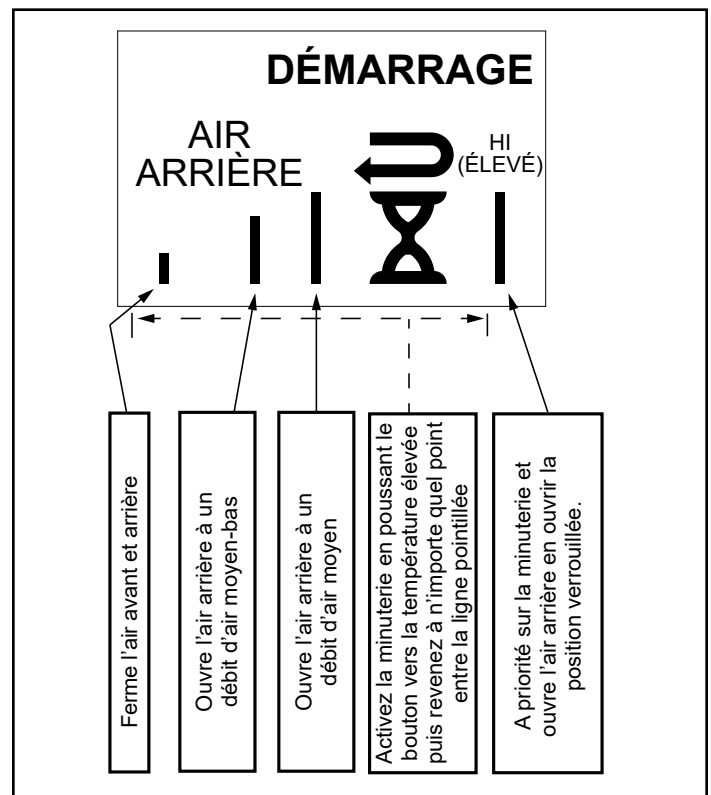 DÉMARRAGE
AIR
ARRIÈRE
HI
(ÉLEVÉ)
Ferme l'air avant et arrière
Ouvre l'air arrière à un
débit d'air moyen-bas
Ouvre l'air arrière à un
débit d'air moyen
Activez la minuterie en poussant le
bouton vers la température élevée
puis revenez à n'importe quel point
entre la ligne pointillée
A priorité sur la minuterie et
ouvre l'air arrière en ouvrir la
position verrouillée.